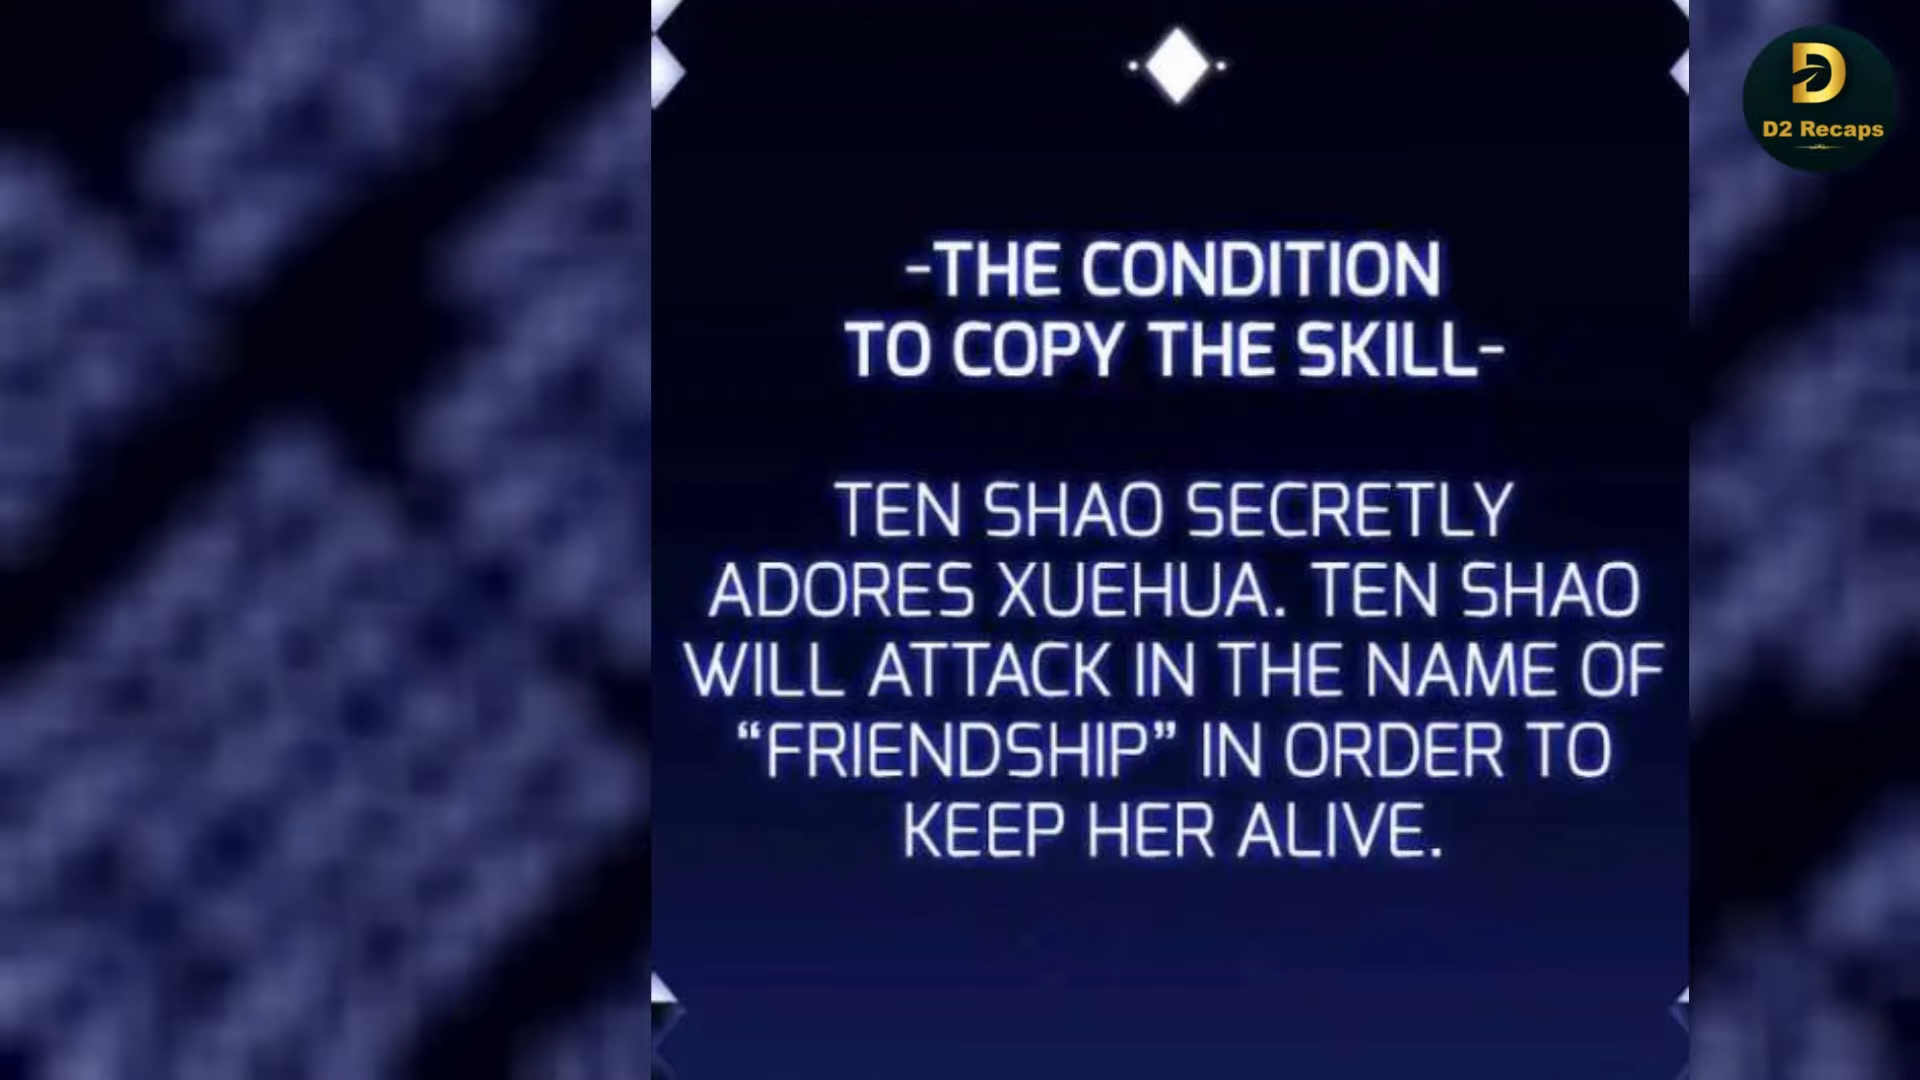 D2 Recaps
-THE CONDITION
TO COPY THE SKILL-
TEN SHAO SECRETLY
ADORES XUEHUA. TEN SHAO
WILL ATTACK IN THE NAME OF
“FRIENDSHIP” IN ORDER TO
KEEP HER ALIVE.